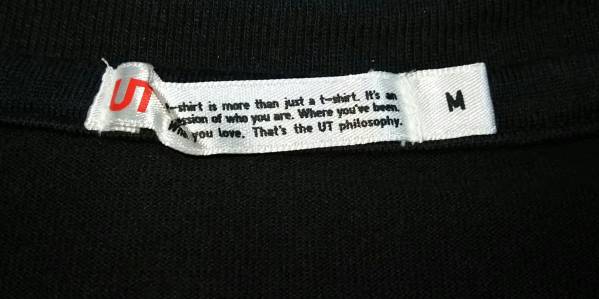 UT
t-shirt is more than just a t-shirt. It's an
ssion of who you are. Where you've been.
you love. That's the UT philosophy.
M